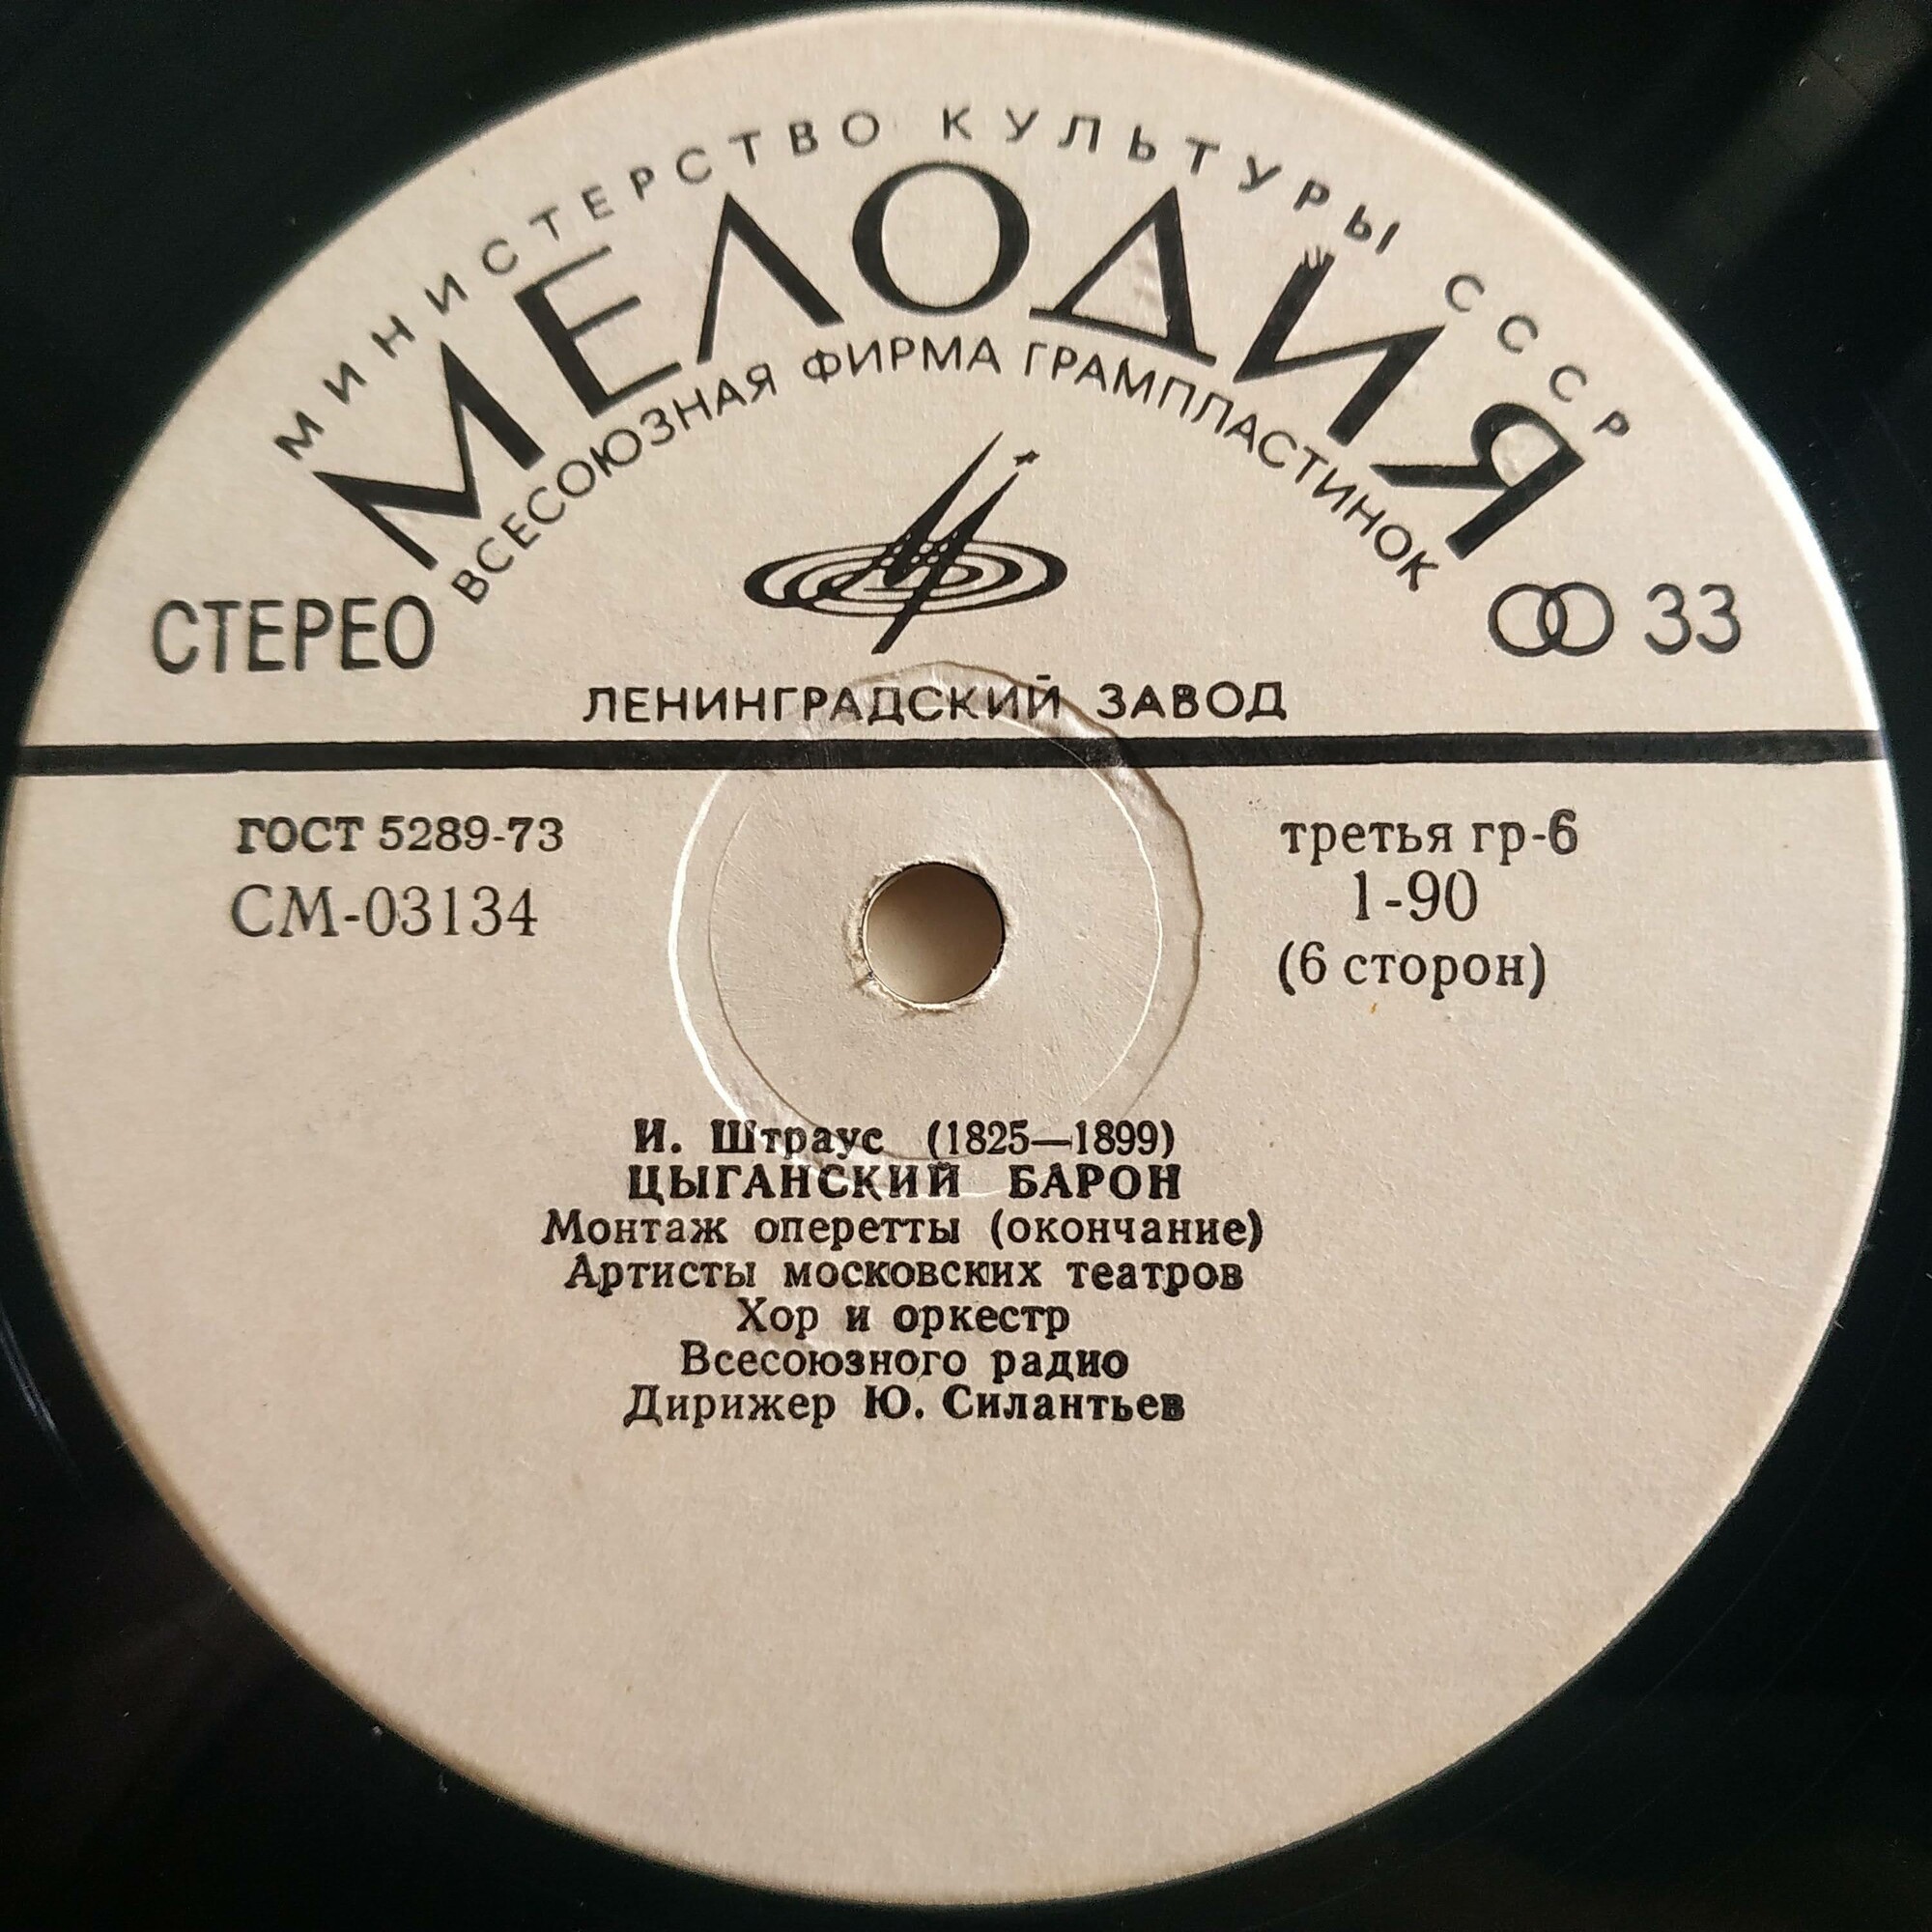 МИНИСТЕРСТВО КУЛЬТУРЫ СССР
МЕЛОДИЯ
ВСЕСОЮЗНАЯ ФИРМА ГРАМПЛАСТИНОК
СТЕРЕО
33
ЛЕНИНГРАДСКИЙ ЗАВОД
ГОСТ 5289-73
СМ-03134
третья гр-6
1-90
(6 сторон)
И. Штраус (1825—1899)
ЦЫГАНСКИЙ БАРОН
Монтаж оперетты (окончание)
Артисты московских театров
Хор и оркестр
Всесоюзного радио
Дирижер Ю. Силантьев